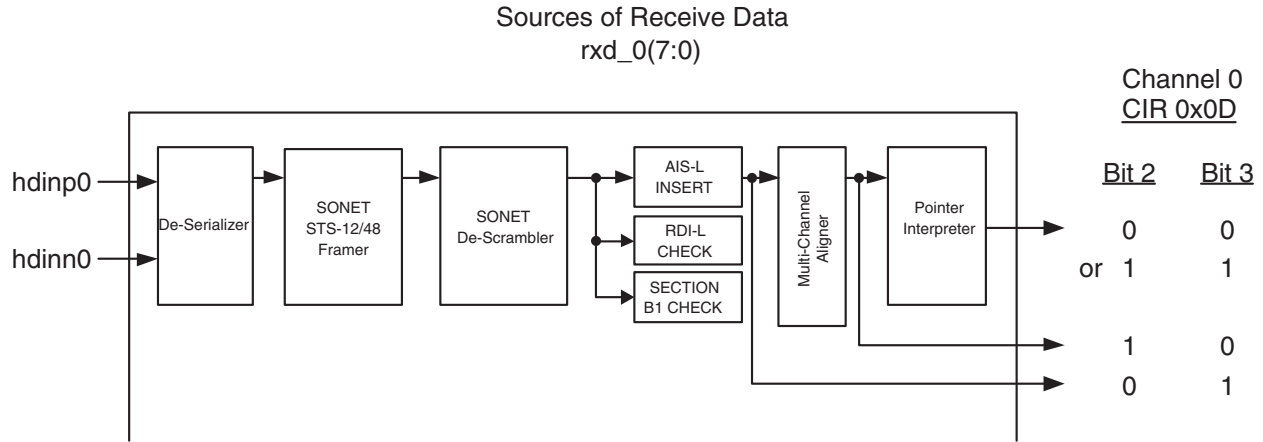 Sources of Receive Data
rxd_0(7:0)
Channel 0
CIR 0x0D
Bit 2 Bit 3
hdinp0
hdinn0
De-Serializer
SONET
STS-12/48
Framer
SONET
De-Scrambler
AIS-L
INSERT
RDI-L
CHECK
SECTION
B1 CHECK
Multi-Channel
Aligner
Pointer
Interpreter
0 0
or 1 1
1 0
0 1